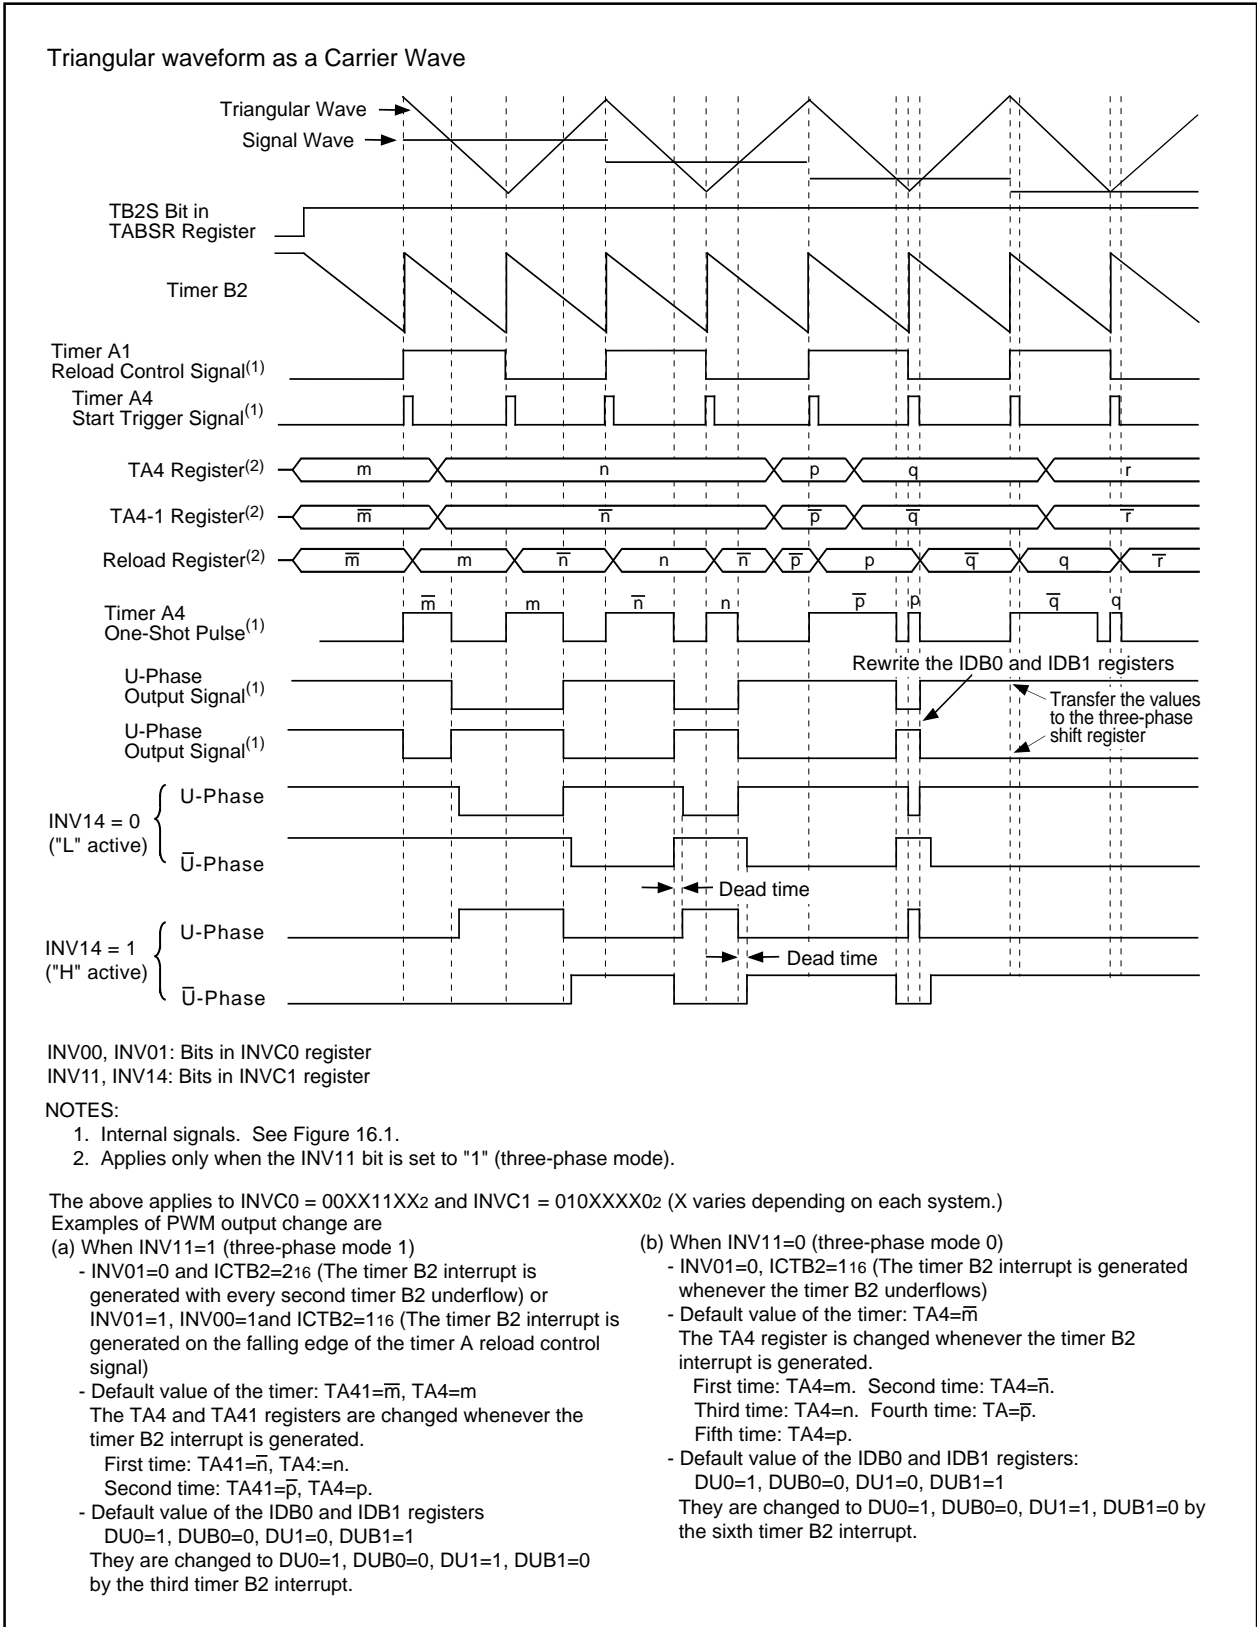 Triangular waveform as a Carrier Wave
Triangular Wave
Signal Wave
TB2S Bit in
TABSR Register
Timer B2
Timer A1
Reload Control Signal(1)
Timer A4
Start Trigger Signal(1)
TA4 Register(2)
m n p q r
TA4-1 Register(2)
m̅ n̅ p̅ q̅ r̅
Reload Register(2)
m̅ m n̅ n n̅ p̅ p q̅ q r̅
Timer A4
One-Shot Pulse(1)
m̅ m n̅ n p̅ p q̅ q
Rewrite the IDB0 and IDB1 registers
U-Phase
Output Signal(1)
Transfer the values
to the three-phase
shift register
U-Phase
Output Signal(1)
INV14 = 0
("L" active)
U-Phase
U̅-Phase
Dead time
INV14 = 1
("H" active)
U-Phase
Dead time
U̅-Phase
INV00, INV01: Bits in INVC0 register
INV11, INV14: Bits in INVC1 register
NOTES:
1. Internal signals. See Figure 16.1.
2. Applies only when the INV11 bit is set to "1" (three-phase mode).
The above applies to INVC0 = 00XX11XX2 and INVC1 = 010XXXX02 (X varies depending on each system.)
Examples of PWM output change are
(a) When INV11=1 (three-phase mode 1)
- INV01=0 and ICTB2=216 (The timer B2 interrupt is
generated with every second timer B2 underflow) or
INV01=1, INV00=1and ICTB2=116 (The timer B2 interrupt is
generated on the falling edge of the timer A reload control
signal)
- Default value of the timer: TA41=m̅, TA4=m
The TA4 and TA41 registers are changed whenever the
timer B2 interrupt is generated.
First time: TA41=n̅, TA4:=n.
Second time: TA41=p̅, TA4=p.
- Default value of the IDB0 and IDB1 registers
DU0=1, DUB0=0, DU1=0, DUB1=1
They are changed to DU0=1, DUB0=0, DU1=1, DUB1=0
by the third timer B2 interrupt.
(b) When INV11=0 (three-phase mode 0)
- INV01=0, ICTB2=116 (The timer B2 interrupt is generated
whenever the timer B2 underflows)
- Default value of the timer: TA4=m̅
The TA4 register is changed whenever the timer B2
interrupt is generated.
First time: TA4=m. Second time: TA4=n̅.
Third time: TA4=n. Fourth time: TA=p̅.
Fifth time: TA4=p.
- Default value of the IDB0 and IDB1 registers:
DU0=1, DUB0=0, DU1=0, DUB1=1
They are changed to DU0=1, DUB0=0, DU1=1, DUB1=0 by
the sixth timer B2 interrupt.